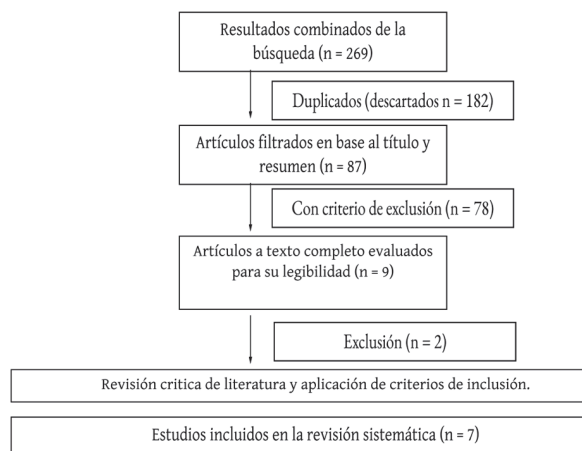 Resultados combinados de la
búsqueda (n = 269)
Duplicados (descartados n = 182)
Artículos filtrados en base al título y
resumen (n = 87)
Con criterio de exclusión (n = 78)
Artículos a texto completo evaluados
para su legibilidad (n = 9)
Exclusión (n = 2)
Revisión critica de literatura y aplicación de criterios de inclusión.
Estudios incluidos en la revisión sistemática (n = 7)